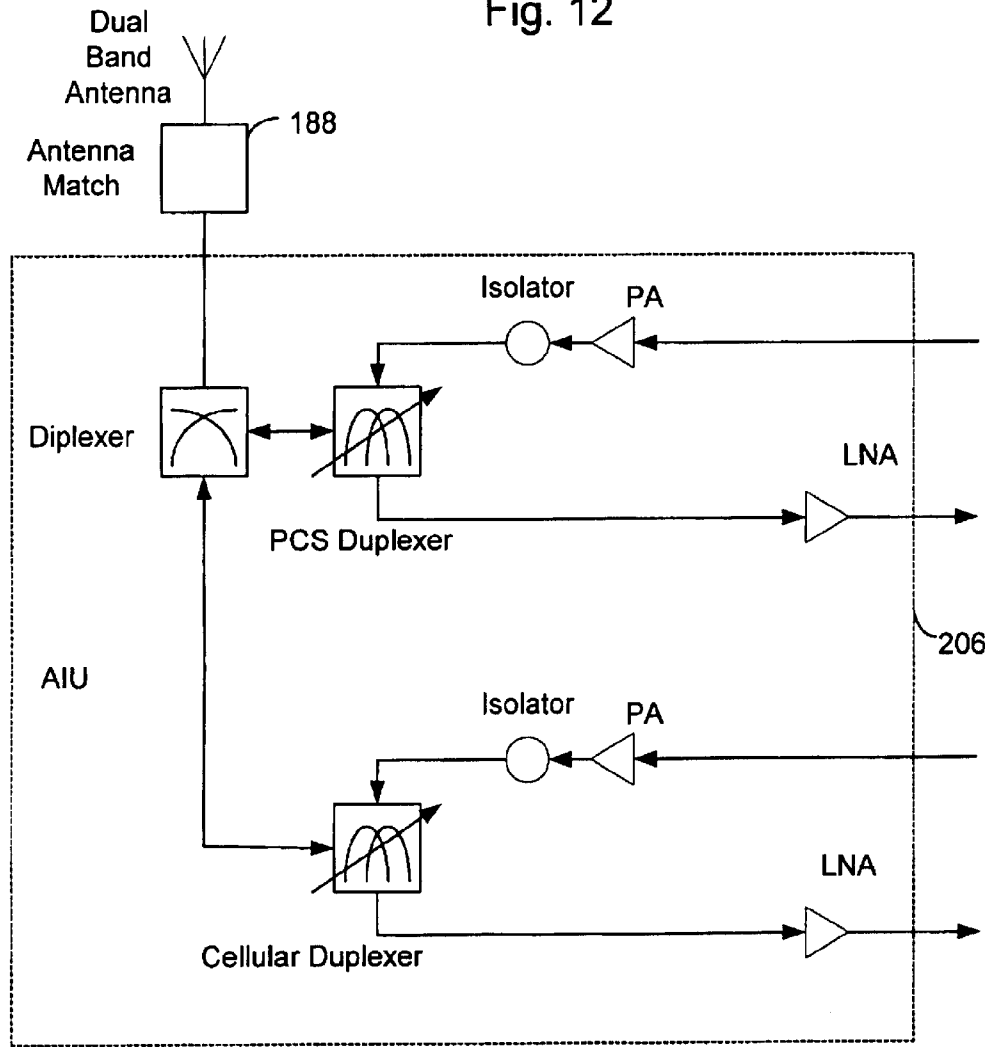 Fig. 12
Dual
Band
Antenna
188
Antenna
Match
Isolator
PA
Diplexer
LNA
PCS Duplexer
206
AIU
Isolator
PA
LNA
Cellular Duplexer